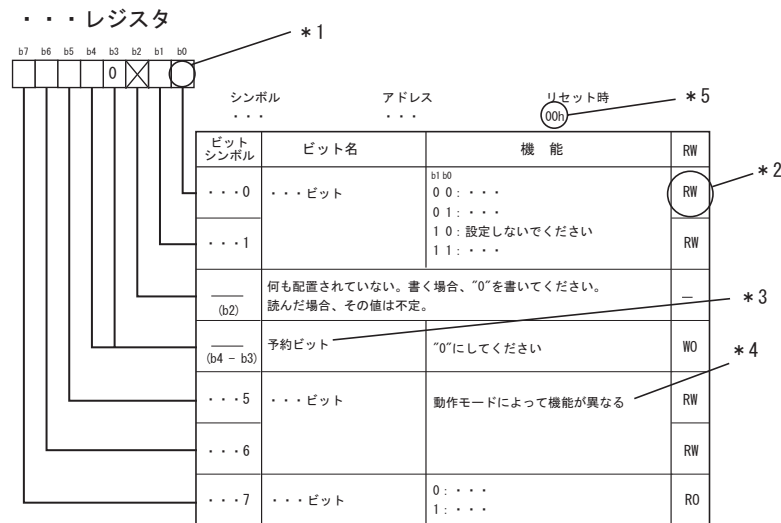 ・・・レジスタ
*1
b7 b6 b5 b4 b3 b2 b1 b0
0
シンボル アドレス リセット時 *5
・・・ ・・・ 00h
ビットシンボル ビット名 機 能 RW
*2
・・・0 ・・・ビット b1 b0 RW
0 0 : ・・・
0 1 : ・・・
1 0 : 設定しないでください
1 1 : ・・・
・・・1 RW
(b2) 何も配置されていない。書く場合、"0"を書いてください。 —
読んだ場合、その値は不定。
*3
(b4 - b3) 予約ビット "0"にしてください WO
*4
・・・5 ・・・ビット 動作モードによって機能が異なる RW
・・・6 RW
・・・7 ・・・ビット 0 : ・・・ RO
1 : ・・・